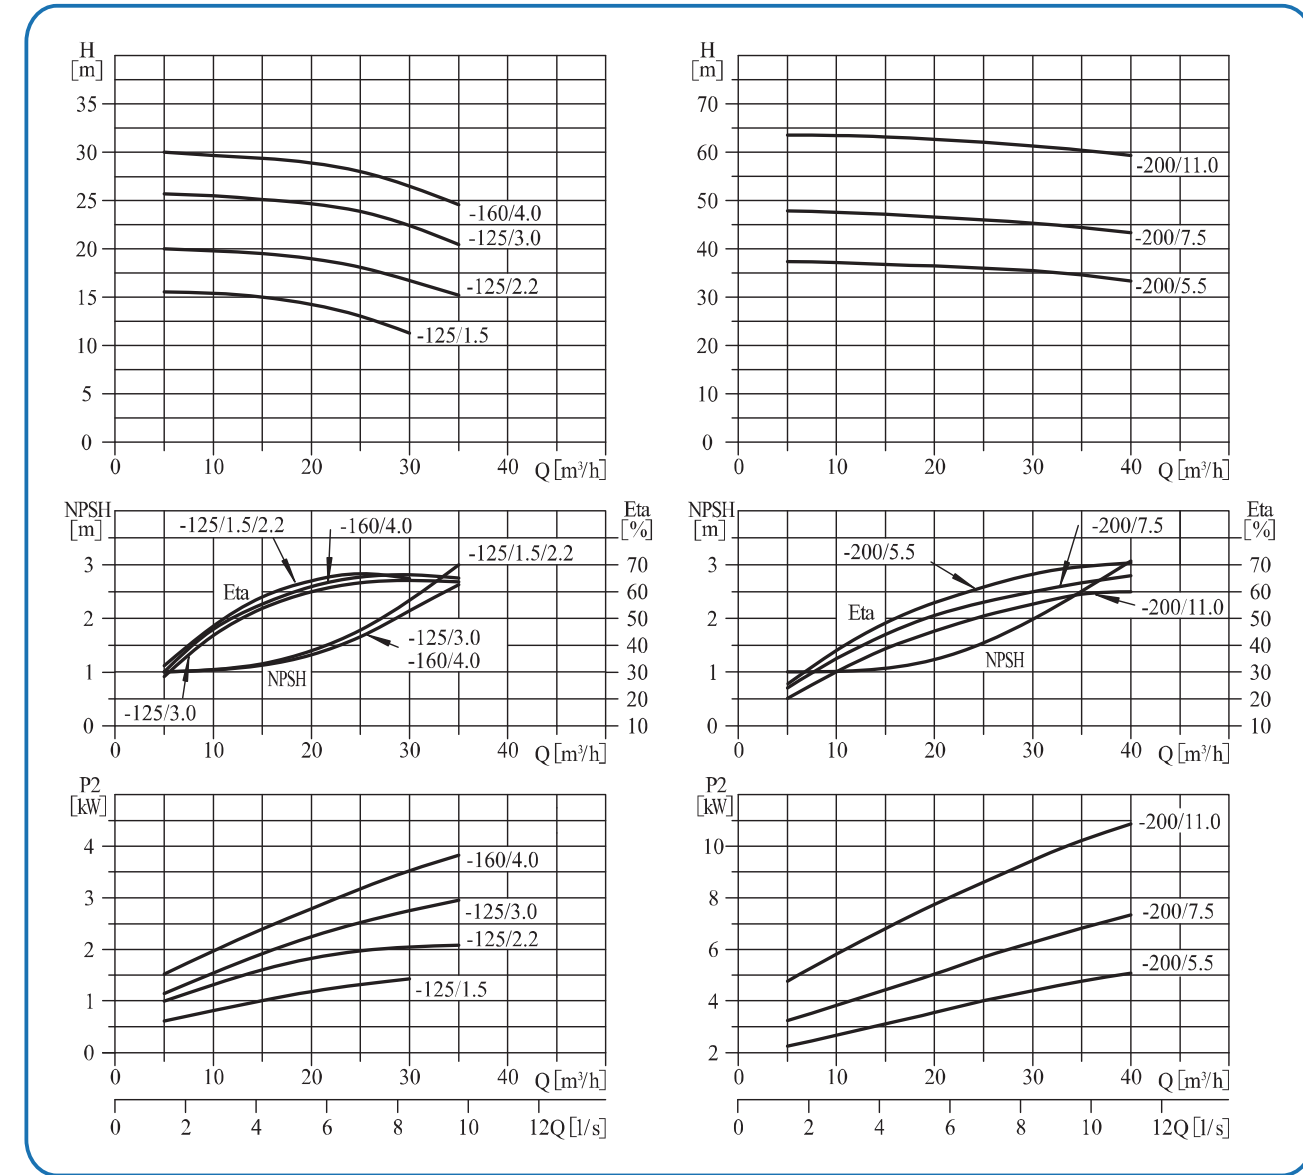 H
[m]
35
30
25
20
15
10
5
0
-160/4.0
-125/3.0
-125/2.2
-125/1.5
0 10 20 30 40 Q[m³/h]
H
[m]
70
60
50
40
30
20
10
0
-200/11.0
-200/7.5
-200/5.5
0 10 20 30 40 Q[m³/h]
NPSH
[m]
3
2
1
0
Eta
[%]
70
60
50
40
30
20
10
-125/1.5/2.2
-160/4.0
-125/1.5/2.2
Eta
-125/3.0
-160/4.0
NPSH
-125/3.0
0 10 20 30 40 Q[m³/h]
NPSH
[m]
3
2
1
0
Eta
[%]
70
60
50
40
30
20
10
-200/7.5
-200/5.5
Eta
-200/11.0
NPSH
0 10 20 30 40 Q[m³/h]
P2
[kW]
4
3
2
1
0
-160/4.0
-125/3.0
-125/2.2
-125/1.5
0 10 20 30 40 Q[m³/h]
0 2 4 6 8 10 12Q[l/s]
P2
[kW]
10
8
6
4
2
-200/11.0
-200/7.5
-200/5.5
0 10 20 30 40 Q[m³/h]
0 2 4 6 8 10 12Q[l/s]